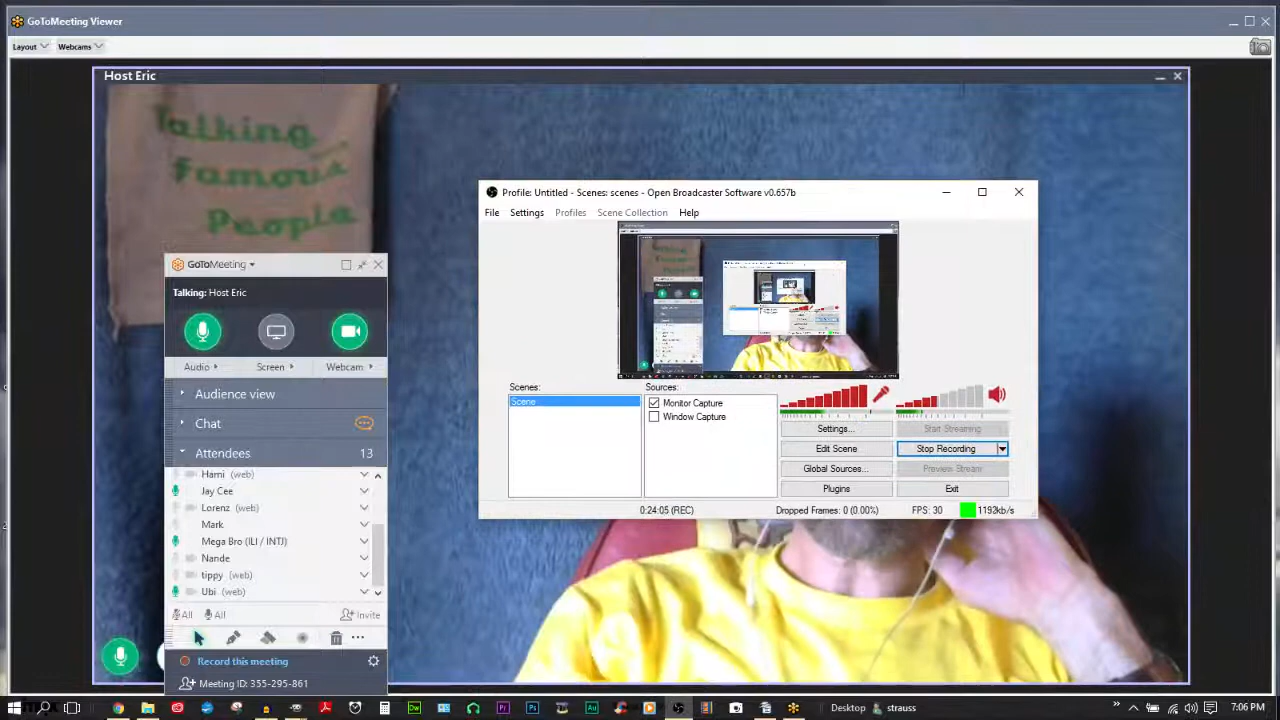 GoToMeeting Viewer
Layout
Webcams
Host Eric
Talking
Famous
People
Profile: Untitled - Scenes: scenes - Open Broadcaster Software v0.657b
File Settings Profiles Scene Collection Help
GoToMeeting
Talking: Host Eric
Audio Screen Webcam
Audience view
Chat
Attendees 13
Harni (web)
Jay Cee
Lorenz (web)
Mark
Mega Bro (ILI / INTJ)
Nande
tippy (web)
Ubi (web)
All All Invite
Record this meeting
Meeting ID: 355-295-861
Scenes:
Scene
Sources:
Monitor Capture
Window Capture
Settings... Start Streaming
Edit Scene Stop Recording
Global Sources... Preview Stream
Plugins Exit
0:24:05 (REC) Dropped Frames: 0 (0.00%) FPS: 30 1192kb/s
Dw Pr Ps Au Desktop strauss 7:06 PM